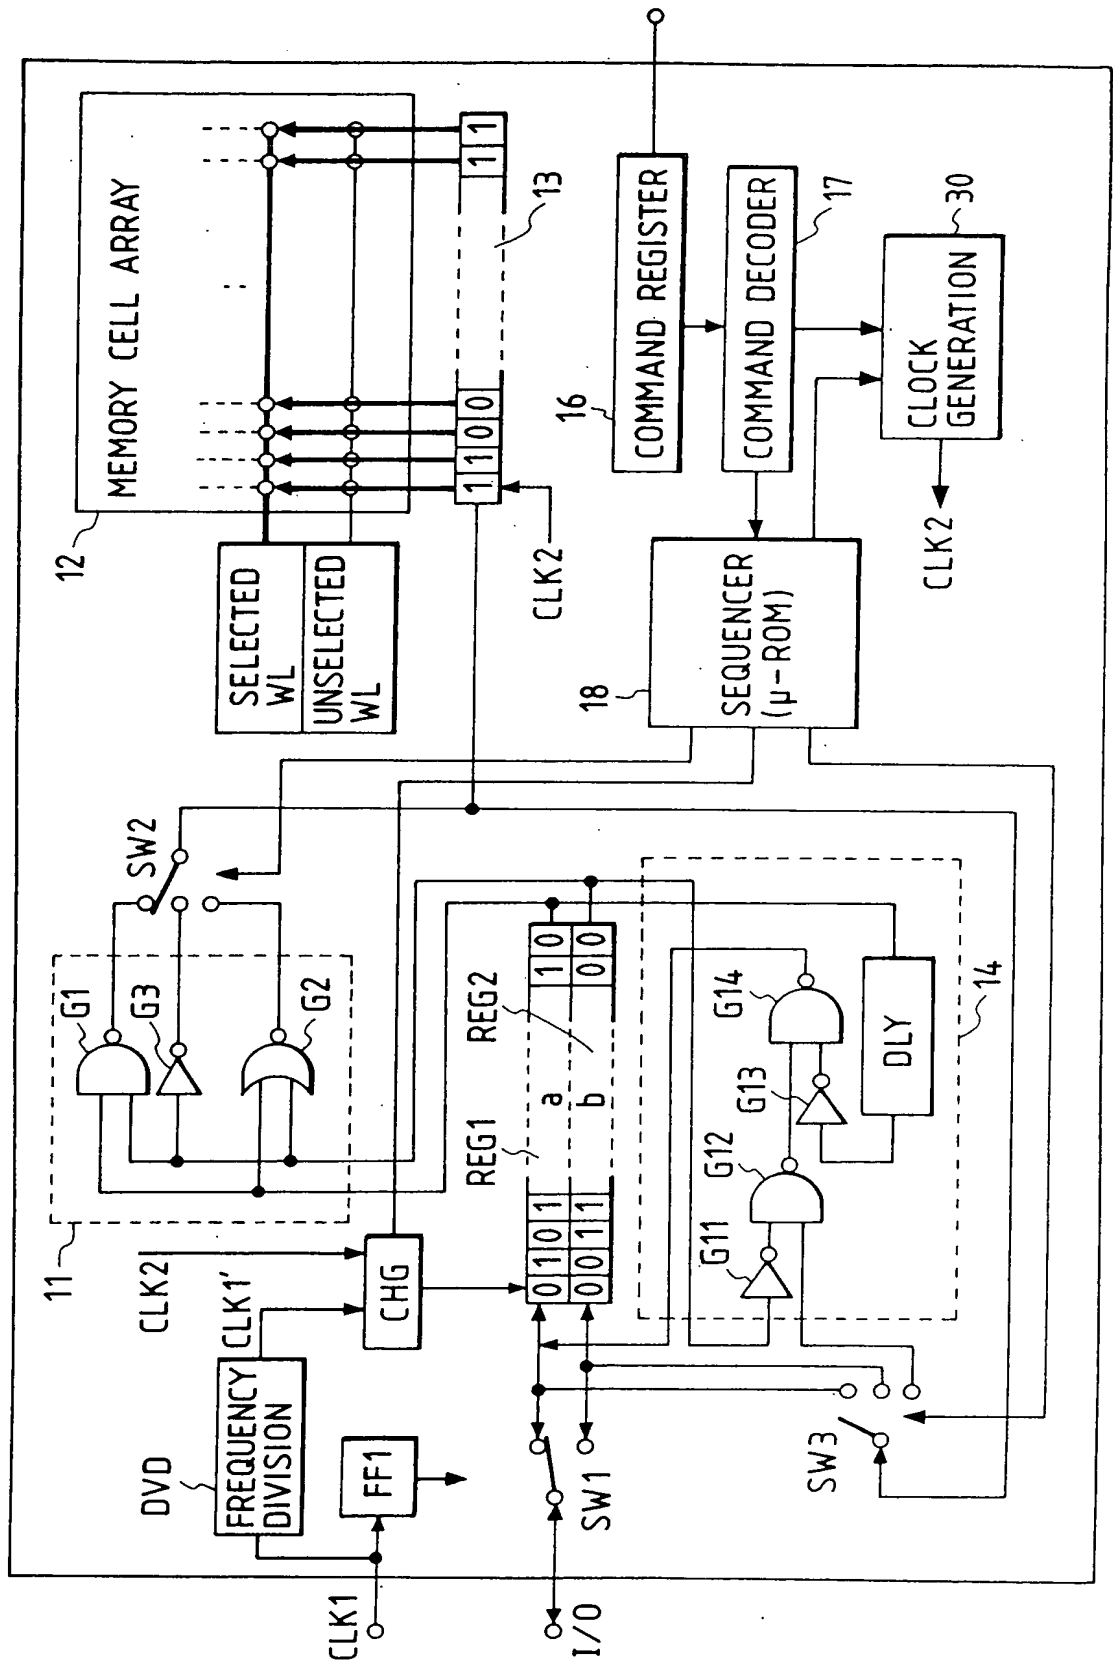 CLK1
I/O
DVD
FREQUENCY
DIVISION
FF1
CLK1'
CLK2
CHG
11
G1
G3
G2
SW2
SELECTED
WL
UNSELECTED
WL
12
MEMORY CELL ARRAY
1 1 0 0 1 1
13
CLK2
SW1
SW3
REG1
REG2
0 1 0 1 a 1 0
0 0 1 1 b 0 0
G11
G12
G13
G14
DLY
14
18
SEQUENCER
(μ-ROM)
16
COMMAND REGISTER
COMMAND DECODER
17
CLOCK
GENERATION
30
CLK2